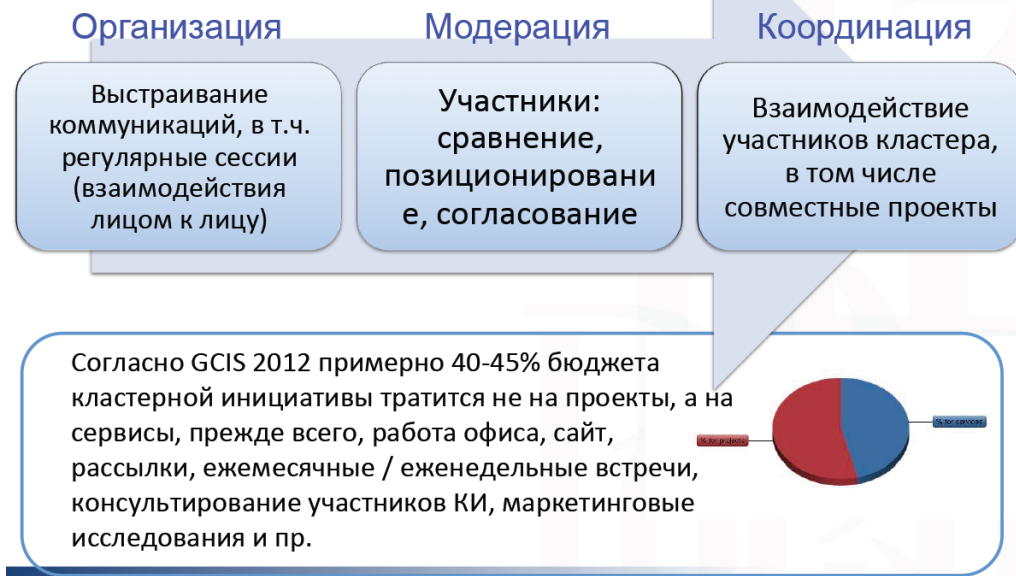 Организация
Модерация
Координация
Выстраивание
коммуникаций, в т.ч.
регулярные сессии
(взаимодействия
лицом к лицу)
Участники:
сравнение,
позиционировани
е, согласование
Взаимодействие
участников кластера,
в том числе
совместные проекты
Согласно GCIS 2012 примерно 40-45% бюджета
кластерной инициативы тратится не на проекты, а на
сервисы, прежде всего, работа офиса, сайт,
рассылки, ежемесячные / еженедельные встречи,
консультирование участников КИ, маркетинговые
исследования и пр.
% for projects
% for services